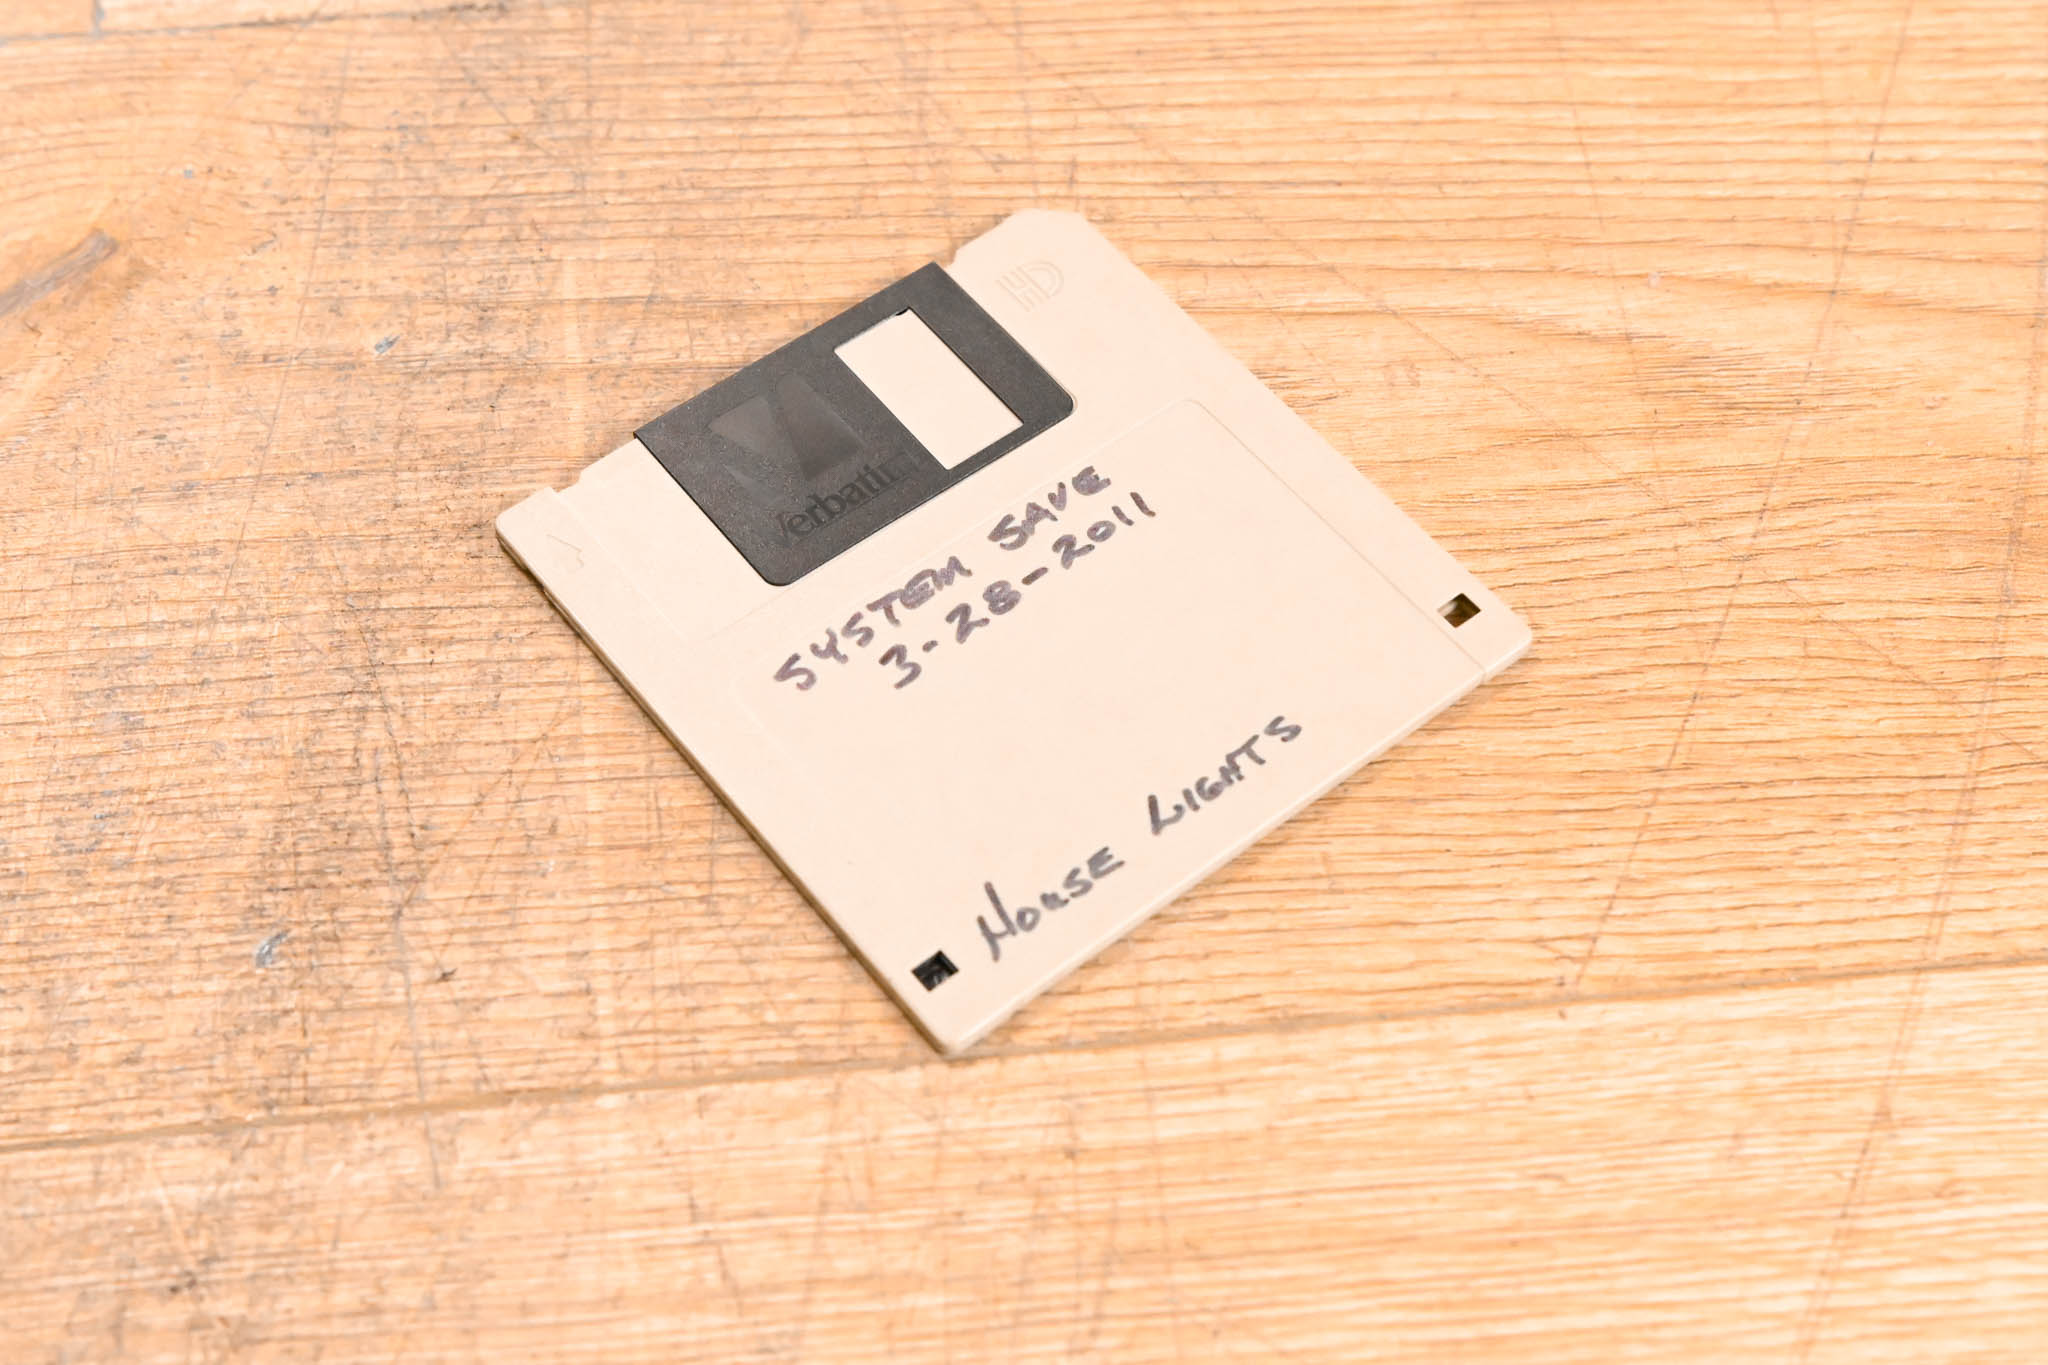 HD
Verbatim
SYSTEM SAVE
3-28-2011
HOUSE LIGHTS